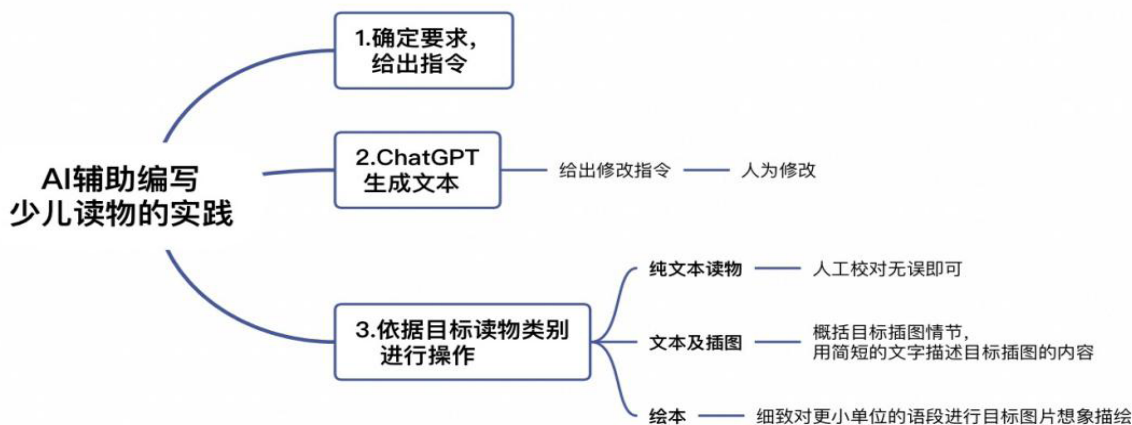 AI辅助编写
少儿读物的实践
1.确定要求，
给出指令
2.ChatGPT
生成文本
给出修改指令
人为修改
3.依据目标读物类别
进行操作
纯文本读物
人工校对无误即可
文本及插图
概括目标插图情节，
用简短的文字描述目标插图的内容
绘本
细致对更小单位的语段进行目标图片想象描绘